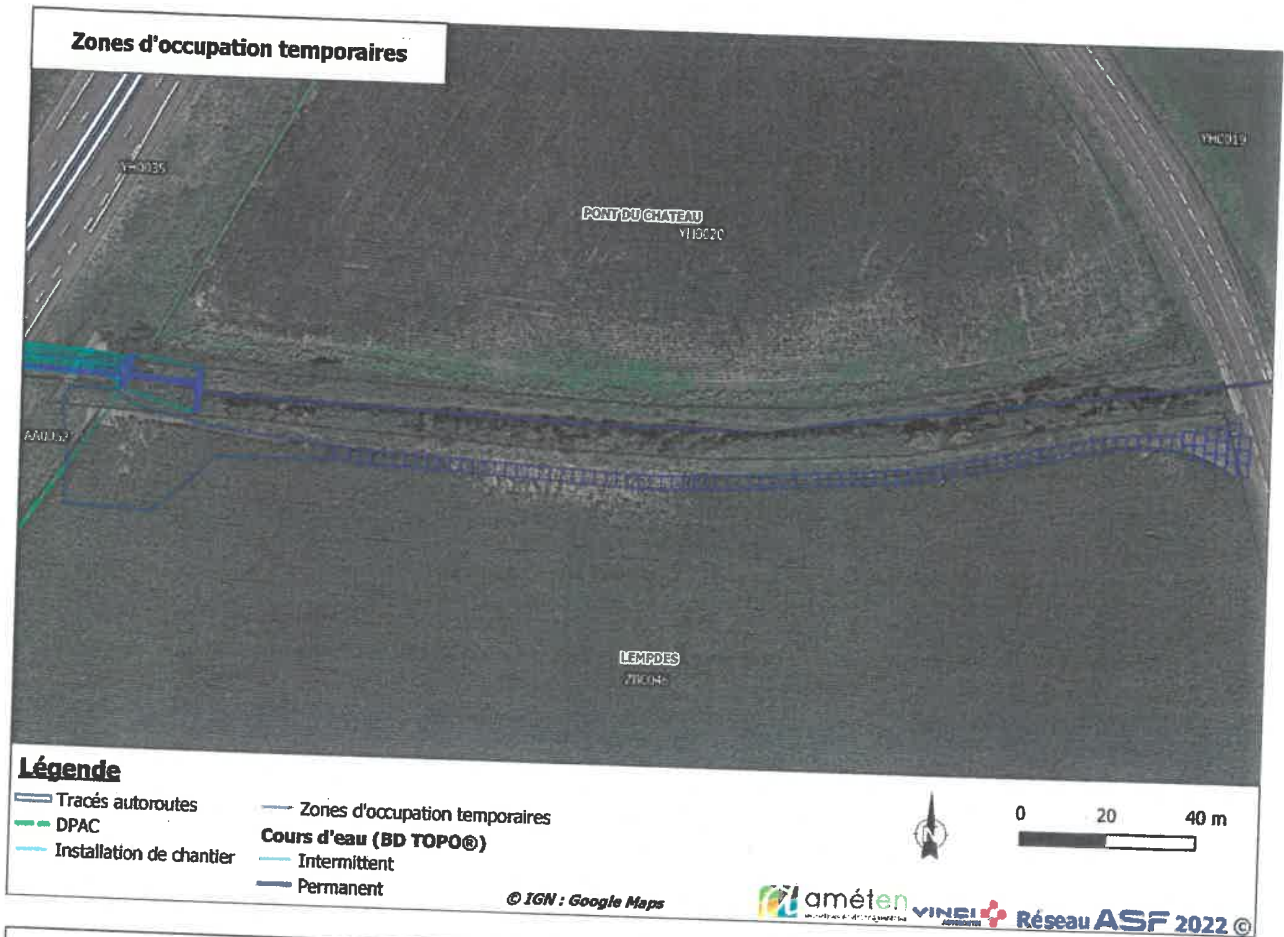 Zones d'occupation temporaires
YH0035
YH0019
PONT DU CHATEAU
YH0020
LEMPDES
Légende
Tracés autoroutes
DPAC
Installation de chantier
Zones d'occupation temporaires
Cours d'eau (BD TOPO®)
Intermittent
Permanent
N
0 20 40 m
© IGN : Google Maps
améten
VINCI
AUTOROUTES
Réseau ASF 2022 ©